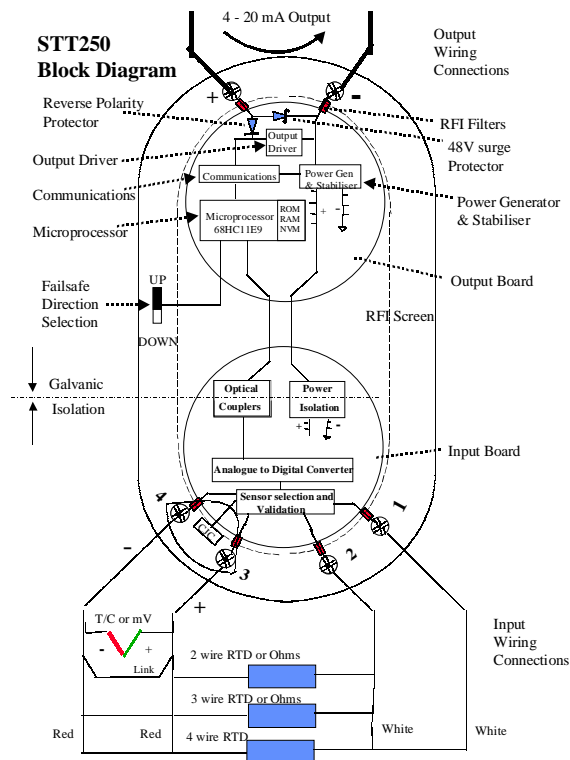 4 - 20 mA Output
STT250
Block Diagram
Output
Wiring
Connections
+
-
Reverse Polarity
Protector
RFI Filters
48V surge
Protector
Output
Driver
Output Driver
Communications
Communications
Power Gen
& Stabiliser
Power Generator
& Stabiliser
Microprocessor
68HC11E9
ROM
RAM
NVM
+
-
Microprocessor
Output Board
UP
Failsafe
Direction
Selection
DOWN
RFI Screen
Galvanic
Isolation
Optical
Couplers
Power
Isolation
+
-
Input Board
Analogue to Digital Converter
Sensor selection and
Validation
4
3
2
1
-
+
T/C or mV
-
+
Link
Input
Wiring
Connections
2 wire RTD or Ohms
3 wire RTD or Ohms
4 wire RTD
Red
Red
White
White